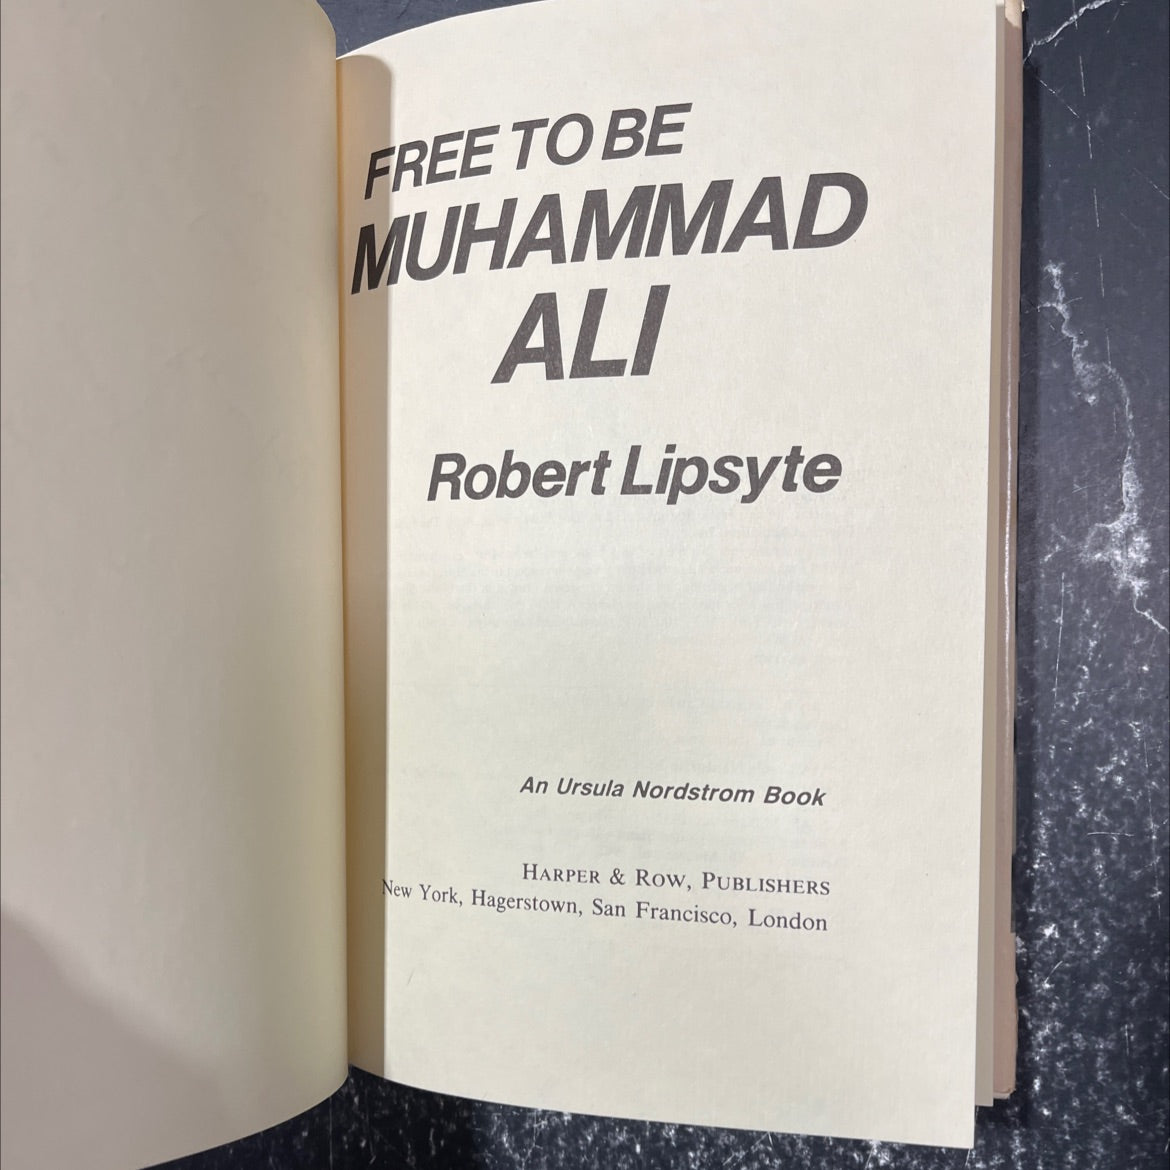 FREE TO BE
MUHAMMAD
ALI
Robert Lipsyte
An Ursula Nordstrom Book
HARPER & ROW, PUBLISHERS
New York, Hagerstown, San Francisco, London